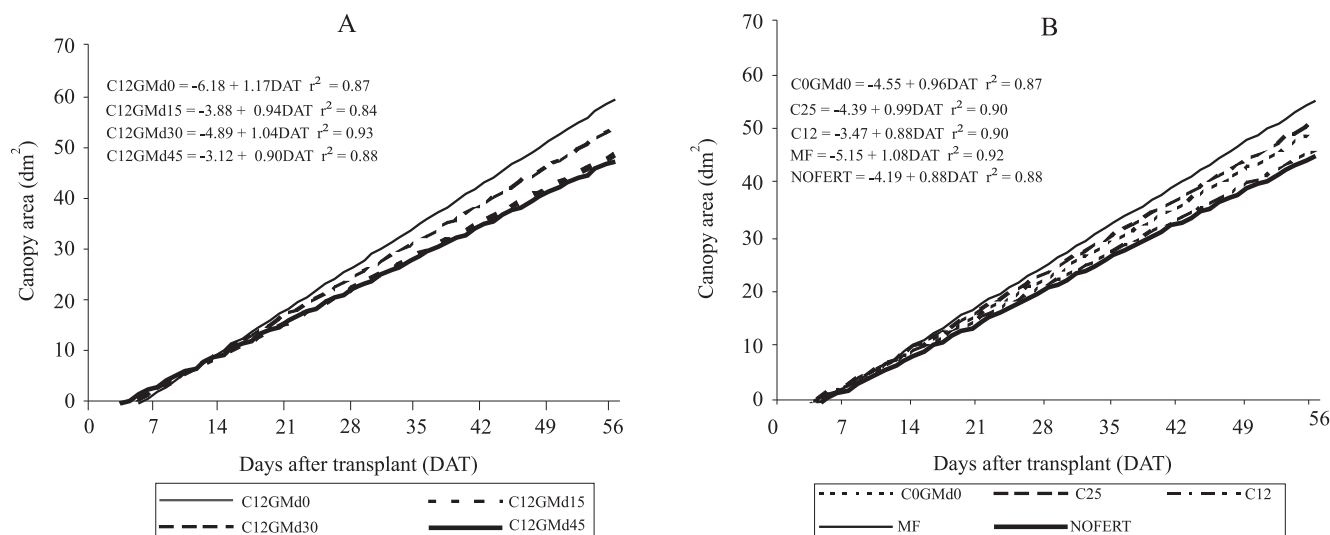 A
70
60
50
40
30
20
10
0
Canopy area (dm²)
C12GMd0 = -6.18 + 1.17DAT r² = 0.87
C12GMd15 = -3.88 + 0.94DAT r² = 0.84
C12GMd30 = -4.89 + 1.04DAT r² = 0.93
C12GMd45 = -3.12 + 0.90DAT r² = 0.88
0 7 14 21 28 35 42 49 56
Days after transplant (DAT)
C12GMd0 C12GMd15
C12GMd30 C12GMd45
B
70
60
50
40
30
20
10
0
Canopy area (dm²)
C0GMd0 = -4.55 + 0.96DAT r² = 0.87
C25 = -4.39 + 0.99DAT r² = 0.90
C12 = -3.47 + 0.88DAT r² = 0.90
MF = -5.15 + 1.08DAT r² = 0.92
NOFERT = -4.19 + 0.88DAT r² = 0.88
0 7 14 21 28 35 42 49 56
Days after transplant (DAT)
C0GMd0 C25 C12
MF NOFERT